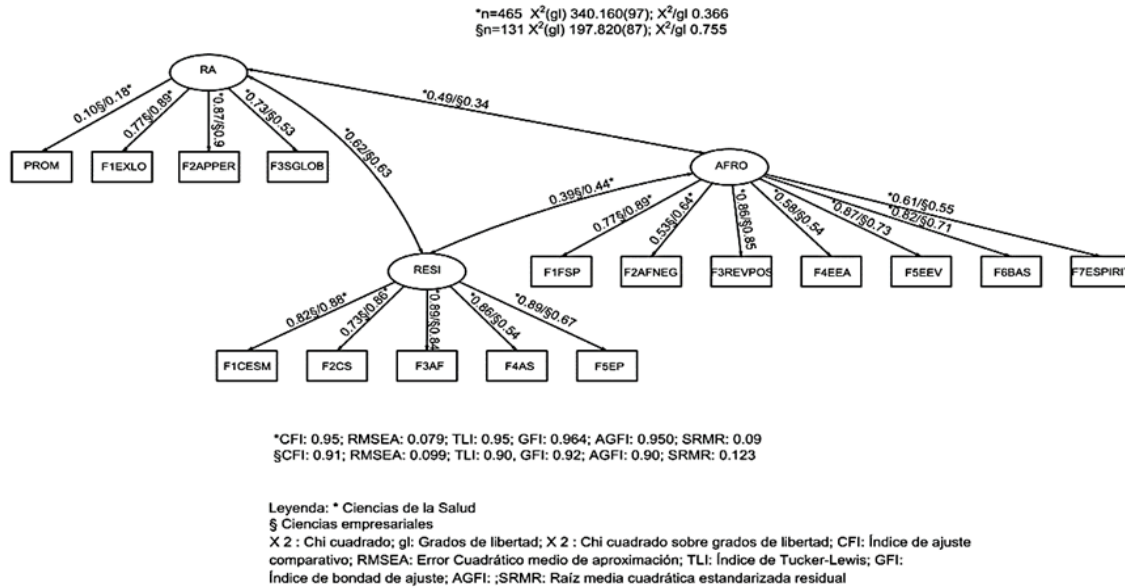 *n=465 X²(gl) 340.160(97); X²/gl 0.366
§n=131 X²(gl) 197.820(87); X²/gl 0.755
RA
*0.49/§0.34
0.10§/0.18*
0.77§/0.89*
*0.87/§0.9
*0.73/§0.53
*0.62/§0.63
PROM
F1EXLO
F2APPER
F3SGLOB
AFRO
0.39§/0.44*
0.77§/0.89*
0.53§/0.64*
*0.86/§0.85
*0.58/§0.54
*0.87/§0.73
*0.82/§0.71
*0.61/§0.55
F1FSP
F2AFNEG
F3REVPOS
F4EEA
F5EEV
F6BAS
F7ESPIRIT
RESI
0.82§/0.88*
0.73§/0.86*
*0.89/§0.84
*0.86/§0.54
*0.89/§0.67
F1CESM
F2CS
F3AF
F4AS
F5EP
*CFI: 0.95; RMSEA: 0.079; TLI: 0.95; GFI: 0.964; AGFI: 0.950; SRMR: 0.09
§CFI: 0.91; RMSEA: 0.099; TLI: 0.90, GFI: 0.92; AGFI: 0.90; SRMR: 0.123
Leyenda: * Ciencias de la Salud
§ Ciencias empresariales
X 2 : Chi cuadrado; gl: Grados de libertad; X 2 : Chi cuadrado sobre grados de libertad; CFI: Índice de ajuste
comparativo; RMSEA: Error Cuadrático medio de aproximación; TLI: Índice de Tucker-Lewis; GFI:
Índice de bondad de ajuste; AGFI: ;SRMR: Raíz media cuadrática estandarizada residual